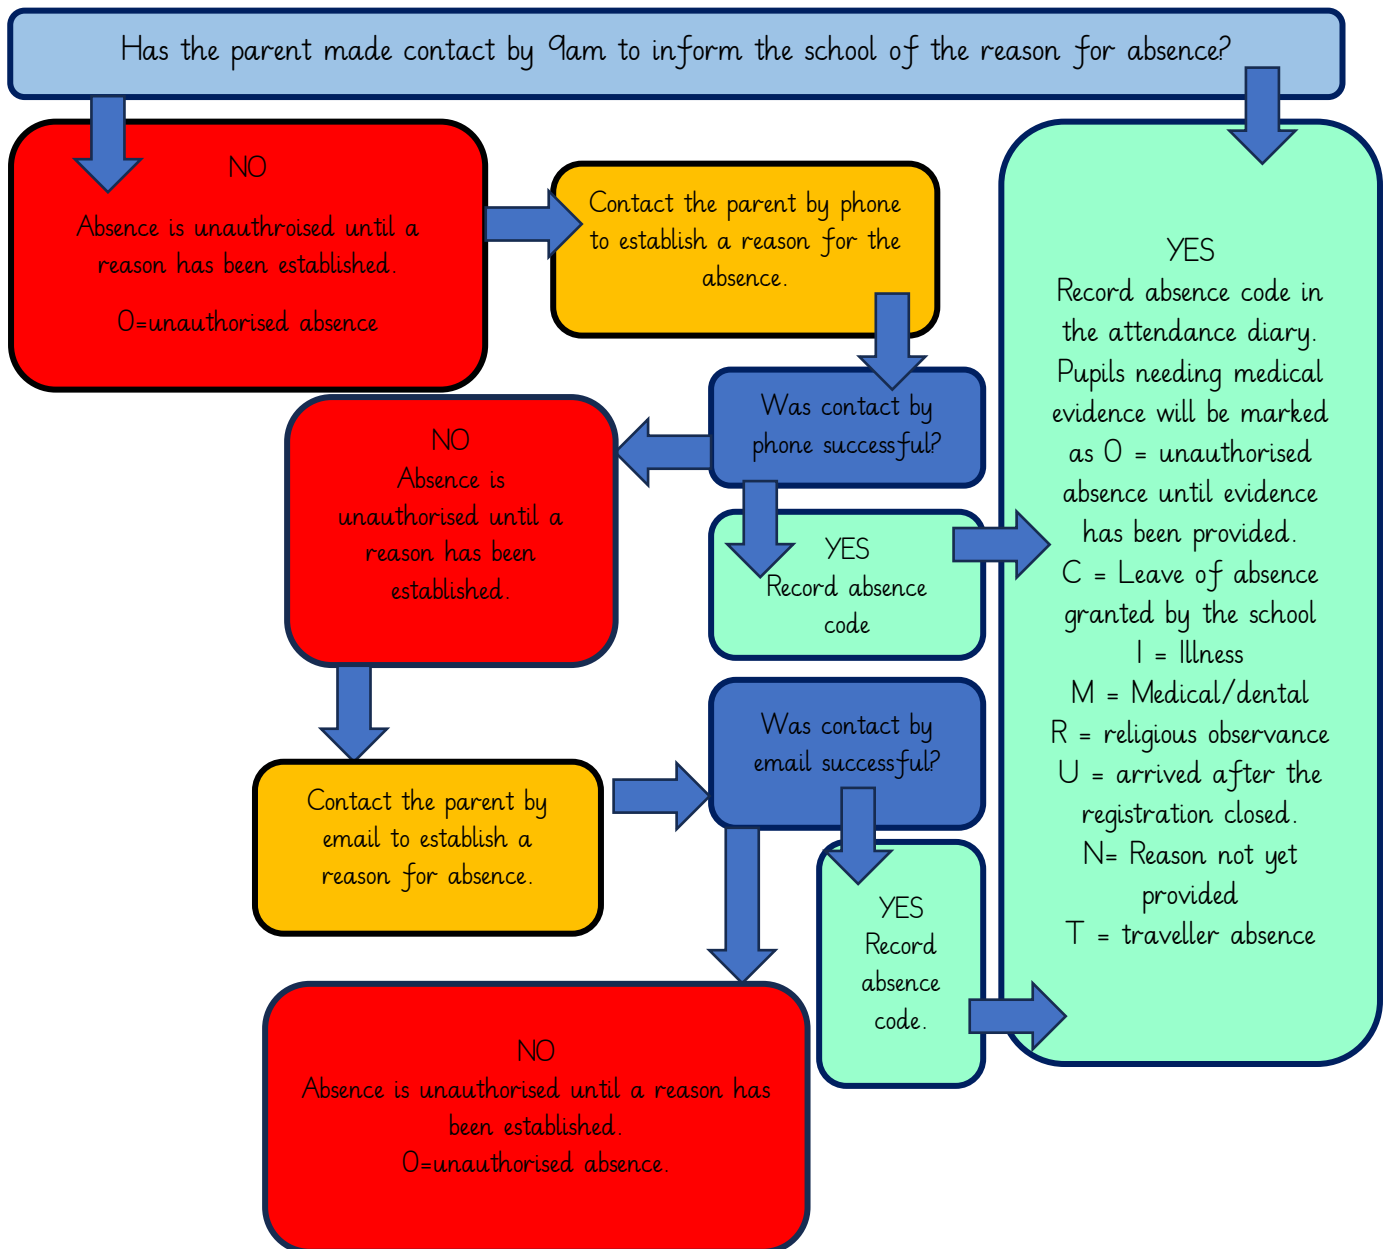 Has the parent made contact by 9am to inform the school of the reason for absence?
NO
Absence is unauthroised until a
reason has been established.
O=unauthorised absence
Contact the parent by phone
to establish a reason for the
absence.
Was contact by
phone successful?
NO
Absence is
unauthorised until a
reason has been
established.
YES
Record absence
code
Contact the parent by
email to establish a
reason for absence.
Was contact by
email successful?
YES
Record
absence
code.
NO
Absence is unauthorised until a reason has
been established.
O=unauthorised absence.
YES
Record absence code in
the attendance diary.
Pupils needing medical
evidence will be marked
as O = unauthorised
absence until evidence
has been provided.
C = Leave of absence
granted by the school
I = Illness
M = Medical/dental
R = religious observance
U = arrived after the
registration closed.
N= Reason not yet
provided
T = traveller absence